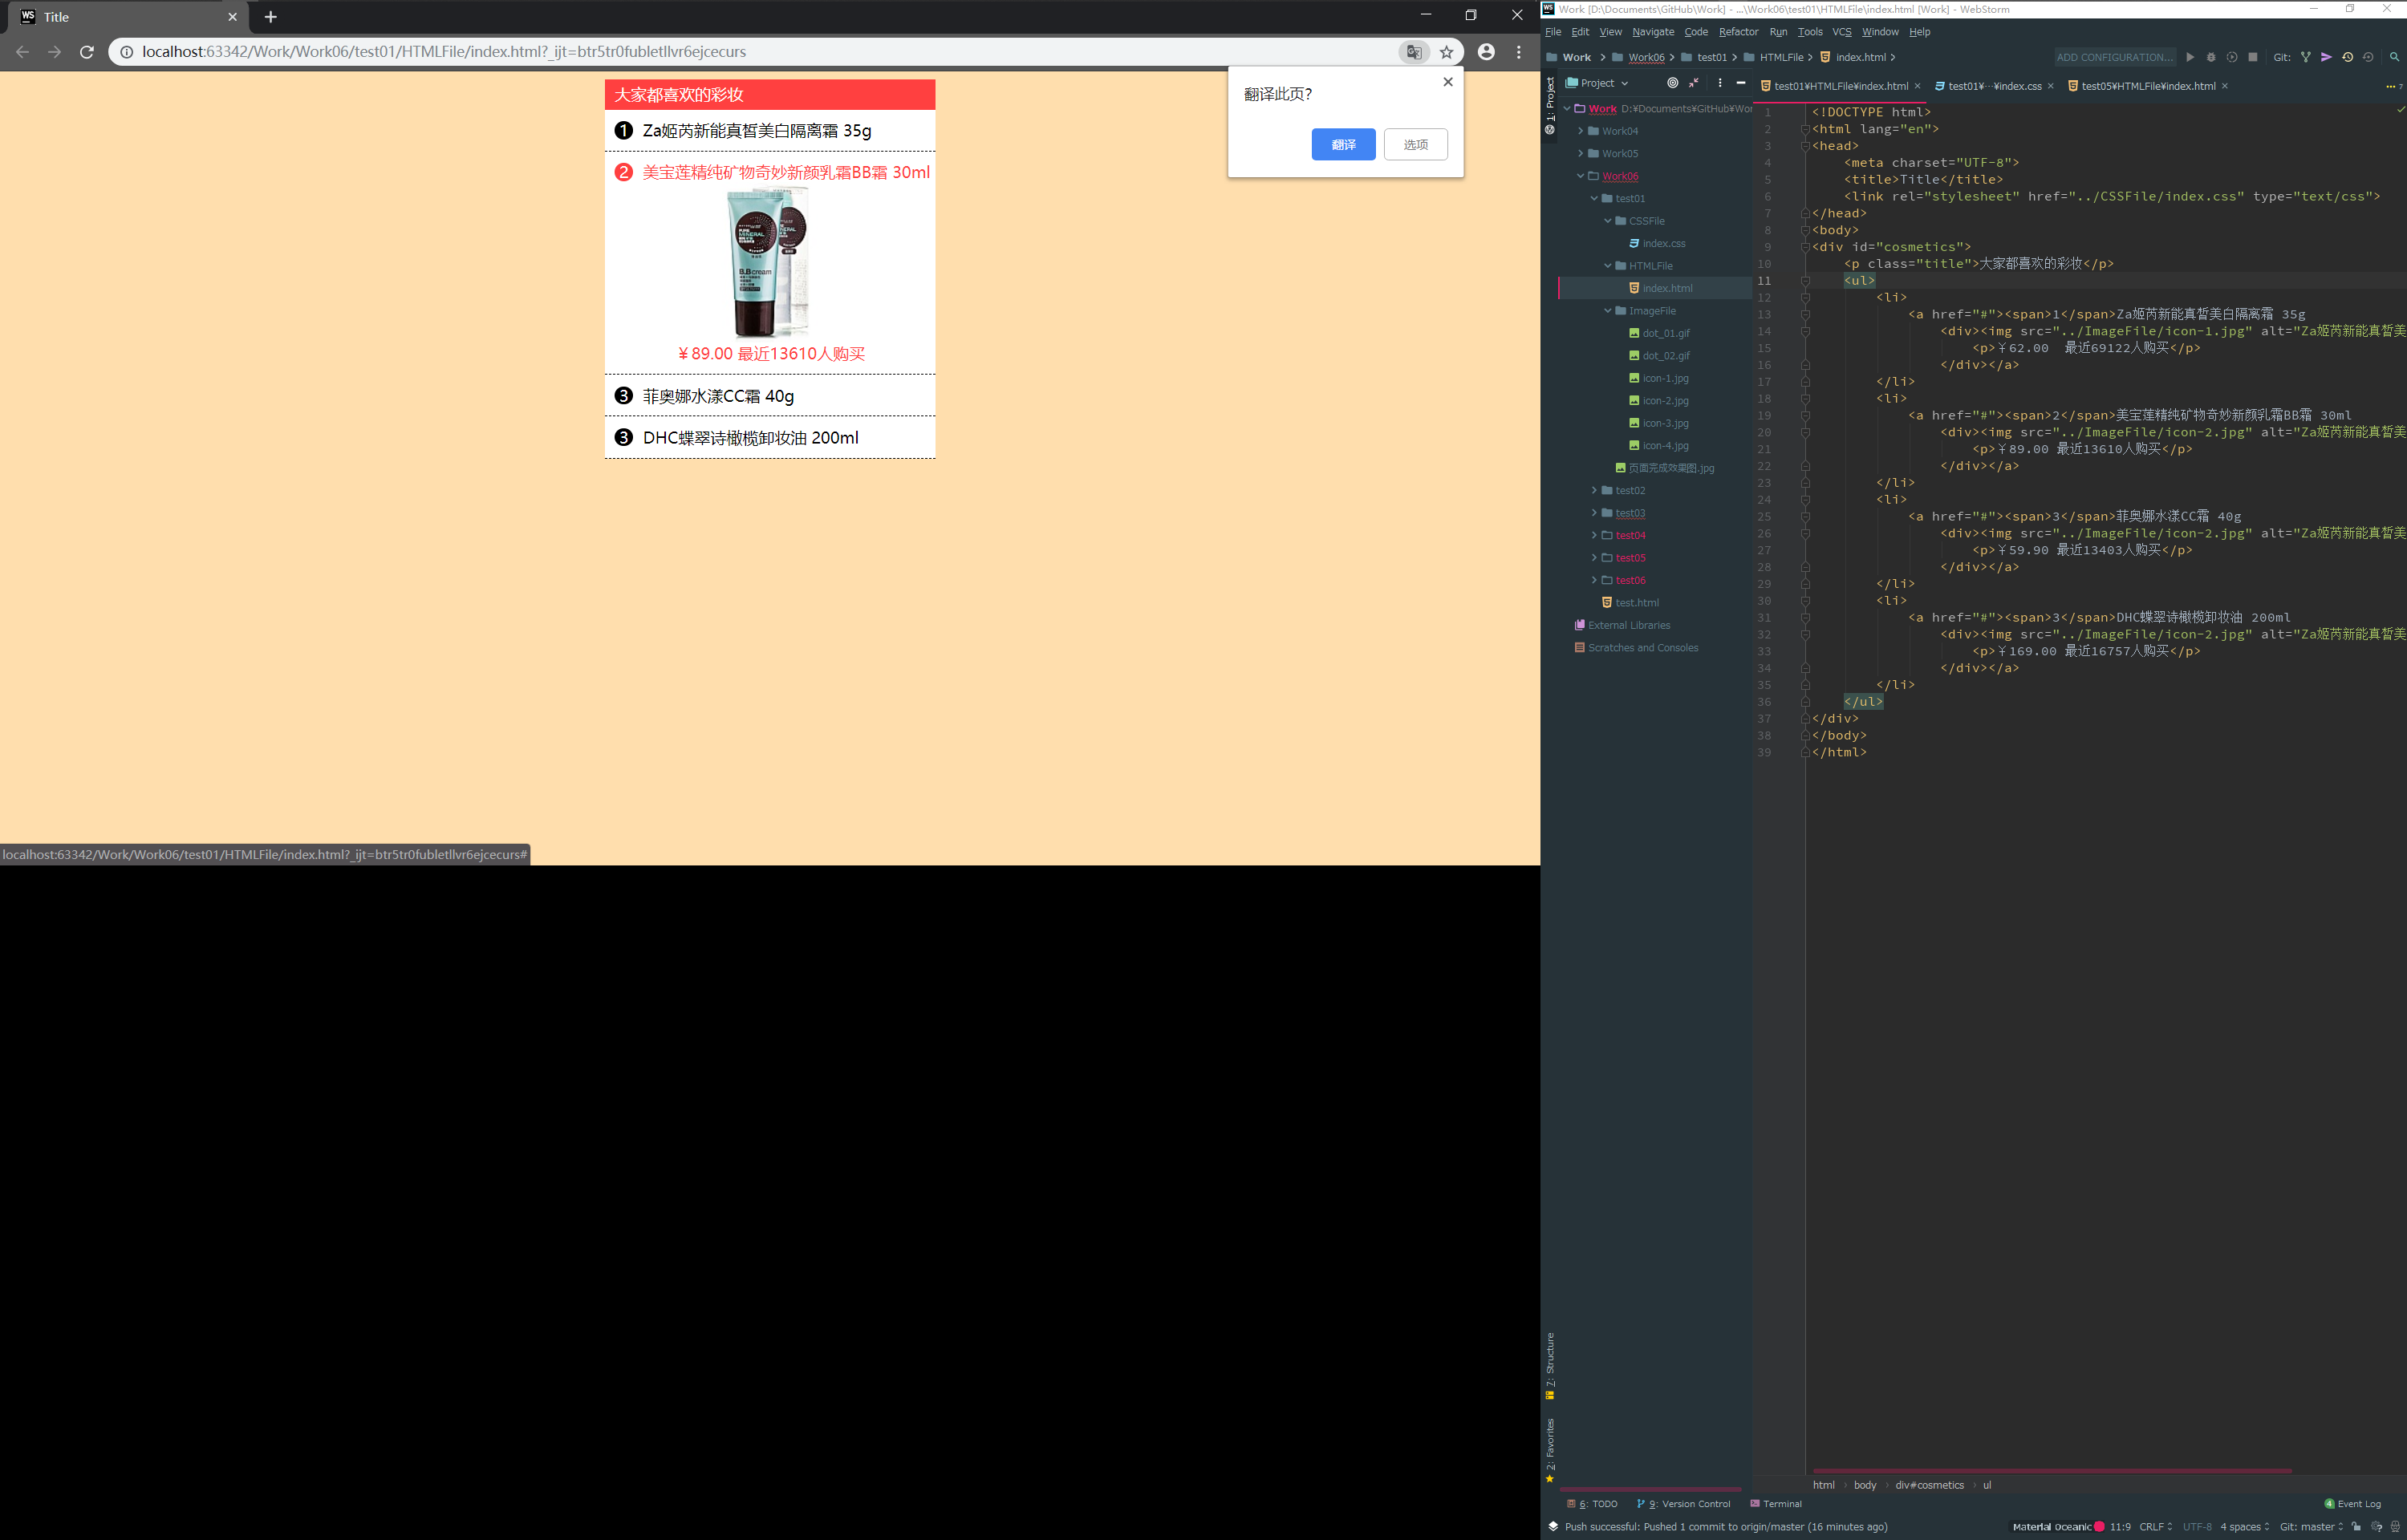 Title
localhost:63342/Work/Work06/test01/HTMLFile/index.html?_ijt=btr5tr0fubletllvr6ejcecurs
翻译此页?
翻译
选项
大家都喜欢的彩妆
1 Za姬芮新能真皙美白隔离霜 35g
2 美宝莲精纯矿物奇妙新颜乳霜BB霜 30ml
PURE
MINERAL
B.B cream
￥89.00 最近13610人购买
3 菲奥娜水漾CC霜 40g
3 DHC蝶翠诗橄榄卸妆油 200ml
localhost:63342/Work/Work06/test01/HTMLFile/index.html?_ijt=btr5tr0fubletllvr6ejcecurs#
Work [D:\Documents\GitHub\Work] - ...\Work06\test01\HTMLFile\index.html [Work] - WebStorm
File Edit View Navigate Code Refactor Run Tools VCS Window Help
Work > Work06 > test01 > HTMLFile > index.html >
ADD CONFIGURATION... Git:
1: Project
Project
test01¥HTMLFile¥index.html × test01¥···¥index.css × test05¥HTMLFile¥index.html ×
Work D:¥Documents¥GitHub¥Wor
Work04
Work05
Work06
test01
CSSFile
index.css
HTMLFile
index.html
ImageFile
dot_01.gif
dot_02.gif
icon-1.jpg
icon-2.jpg
icon-3.jpg
icon-4.jpg
页面完成效果图.jpg
test02
test03
test04
test05
test06
test.html
External Libraries
Scratches and Consoles
1 <!DOCTYPE html>
2 <html lang="en">
3 <head>
4 <meta charset="UTF-8">
5 <title>Title</title>
6 <link rel="stylesheet" href="../CSSFile/index.css" type="text/css">
7 </head>
8 <body>
9 <div id="cosmetics">
10 <p class="title">大家都喜欢的彩妆</p>
11 <ul>
12 <li>
13 <a href="#"><span>1</span>Za姬芮新能真皙美白隔离霜 35g
14 <div><img src="../ImageFile/icon-1.jpg" alt="Za姬芮新能真皙美
15 <p>￥62.00  最近69122人购买</p>
16 </div></a>
17 </li>
18 <li>
19 <a href="#"><span>2</span>美宝莲精纯矿物奇妙新颜乳霜BB霜 30ml
20 <div><img src="../ImageFile/icon-2.jpg" alt="Za姬芮新能真皙美
21 <p>￥89.00 最近13610人购买</p>
22 </div></a>
23 </li>
24 <li>
25 <a href="#"><span>3</span>菲奥娜水漾CC霜 40g
26 <div><img src="../ImageFile/icon-2.jpg" alt="Za姬芮新能真皙美
27 <p>￥59.90 最近13403人购买</p>
28 </div></a>
29 </li>
30 <li>
31 <a href="#"><span>3</span>DHC蝶翠诗橄榄卸妆油 200ml
32 <div><img src="../ImageFile/icon-2.jpg" alt="Za姬芮新能真皙美
33 <p>￥169.00 最近16757人购买</p>
34 </div></a>
35 </li>
36 </ul>
37 </div>
38 </body>
39 </html>
7: Structure
2: Favorites
html › body › div#cosmetics › ul
6: TODO 9: Version Control Terminal
4 Event Log
Push successful: Pushed 1 commit to origin/master (16 minutes ago)
Material Oceanic 11:9 CRLF UTF-8 4 spaces Git: master